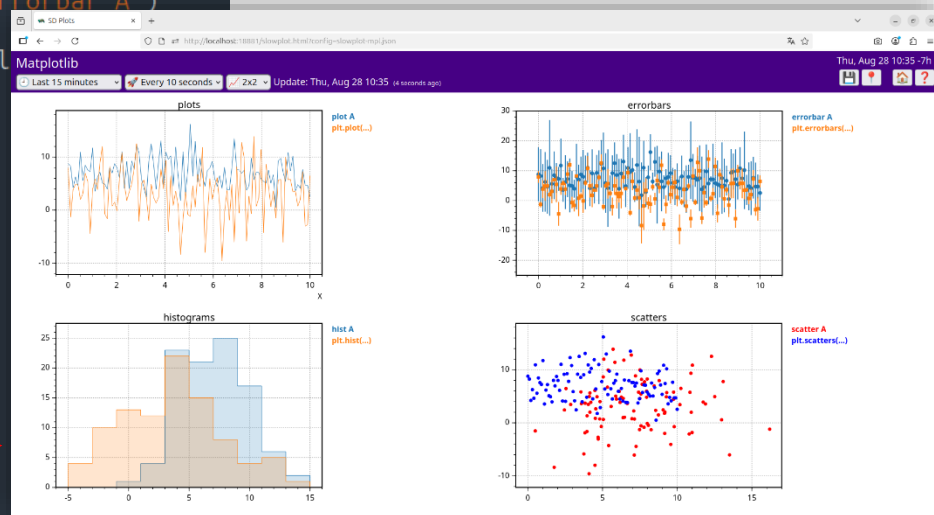 rrorbar A')
SD Plots
http://localhost:18881/slowplot.html?config=slowplot-mpl.json
Matplotlib
Thu, Aug 28 10:35 -7h
Last 15 minutes
Every 10 seconds
2x2
Update: Thu, Aug 28 10:35 (4 seconds ago)
plots
10
0
-10
0 2 4 6 8 10
X
plot A
plt.plot(...)
errorbars
30
20
10
0
-10
-20
0 2 4 6 8 10
errorbar A
plt.errorbars(...)
histograms
25
20
15
10
5
0
-5 0 5 10 15
hist A
plt.hist(...)
scatters
10
0
-10
0 5 10 15
scatter A
plt.scatters(...)